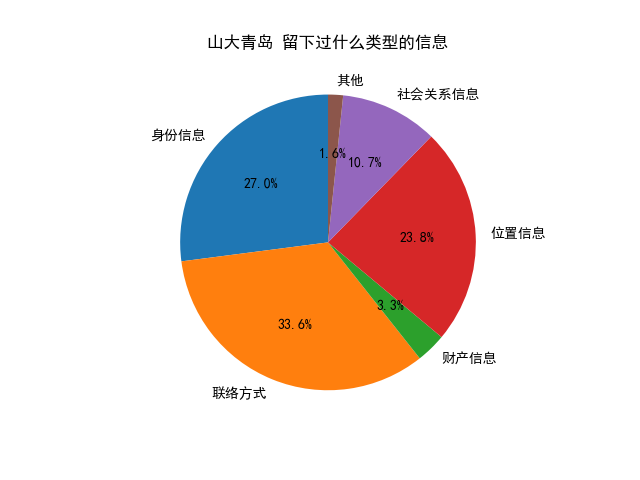 山大青岛 留下过什么类型的信息
其他
社会关系信息
身份信息
1.6%
10.7%
27.0%
位置信息
23.8%
3.3%
33.6%
财产信息
联络方式